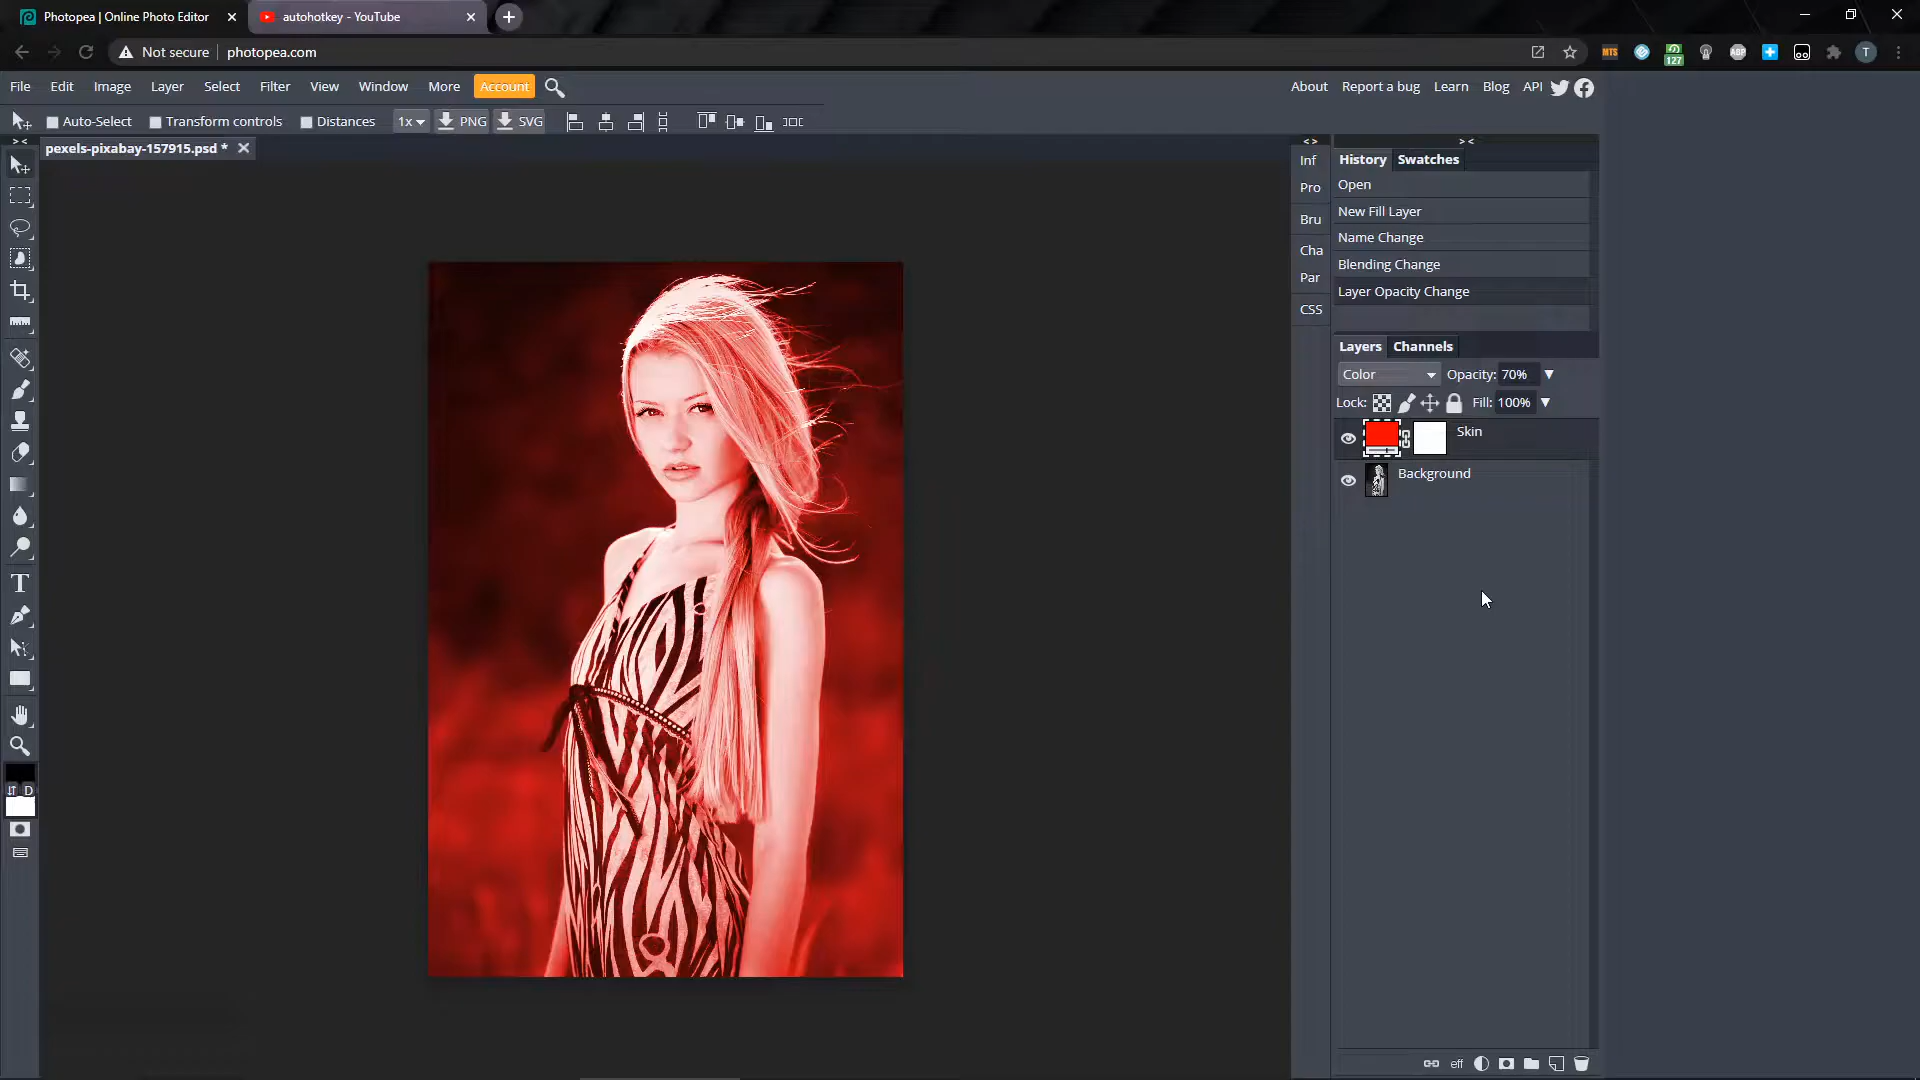 Photopea | Online Photo Editor
autohotkey - YouTube
Not secure
photopea.com
MTS
127
ABP
T
File
Edit
Image
Layer
Select
Filter
View
Window
More
Account
About
Report a bug
Learn
Blog
API
Auto-Select
Transform controls
Distances
1x
PNG
SVG
pexels-pixabay-157915.psd *
> <
< >
> <
Inf
Pro
Bru
Cha
Par
CSS
History
Swatches
Open
New Fill Layer
Name Change
Blending Change
Layer Opacity Change
Layers
Channels
Color
Opacity: 70%
Lock:
Fill: 100%
Skin
Background
T
D
eff